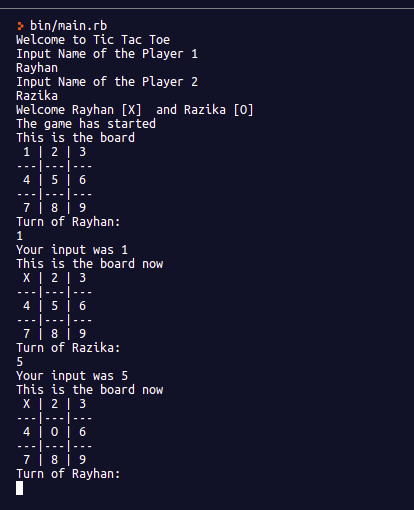 > bin/main.rb
Welcome to Tic Tac Toe
Input Name of the Player 1
Rayhan
Input Name of the Player 2
Razika
Welcome Rayhan [X]  and Razika [O]
The game has started
This is the board
 1 | 2 | 3
---|---|---
 4 | 5 | 6
---|---|---
 7 | 8 | 9
Turn of Rayhan:
1
Your input was 1
This is the board now
 X | 2 | 3
---|---|---
 4 | 5 | 6
---|---|---
 7 | 8 | 9
Turn of Razika:
5
Your input was 5
This is the board now
 X | 2 | 3
---|---|---
 4 | O | 6
---|---|---
 7 | 8 | 9
Turn of Rayhan: